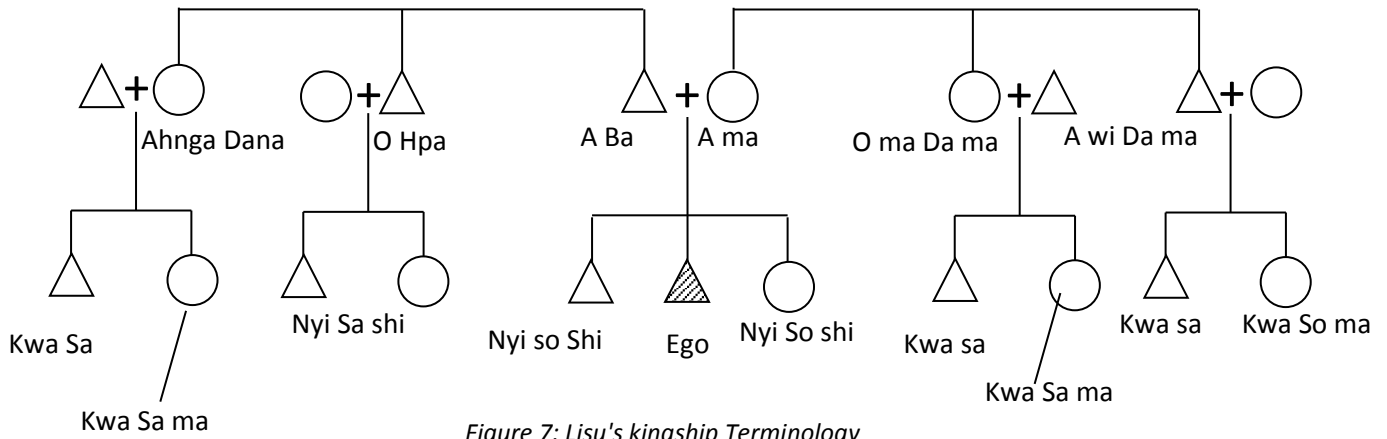 Ahnga Dana
O Hpa
A Ba
A ma
O ma Da ma
A wi Da ma
Kwa Sa
Kwa Sa ma
Nyi Sa shi
Nyi so Shi
Ego
Nyi So shi
Kwa sa
Kwa Sa ma
Kwa sa
Kwa So ma
Figure 7: Lisu's kingship Terminology